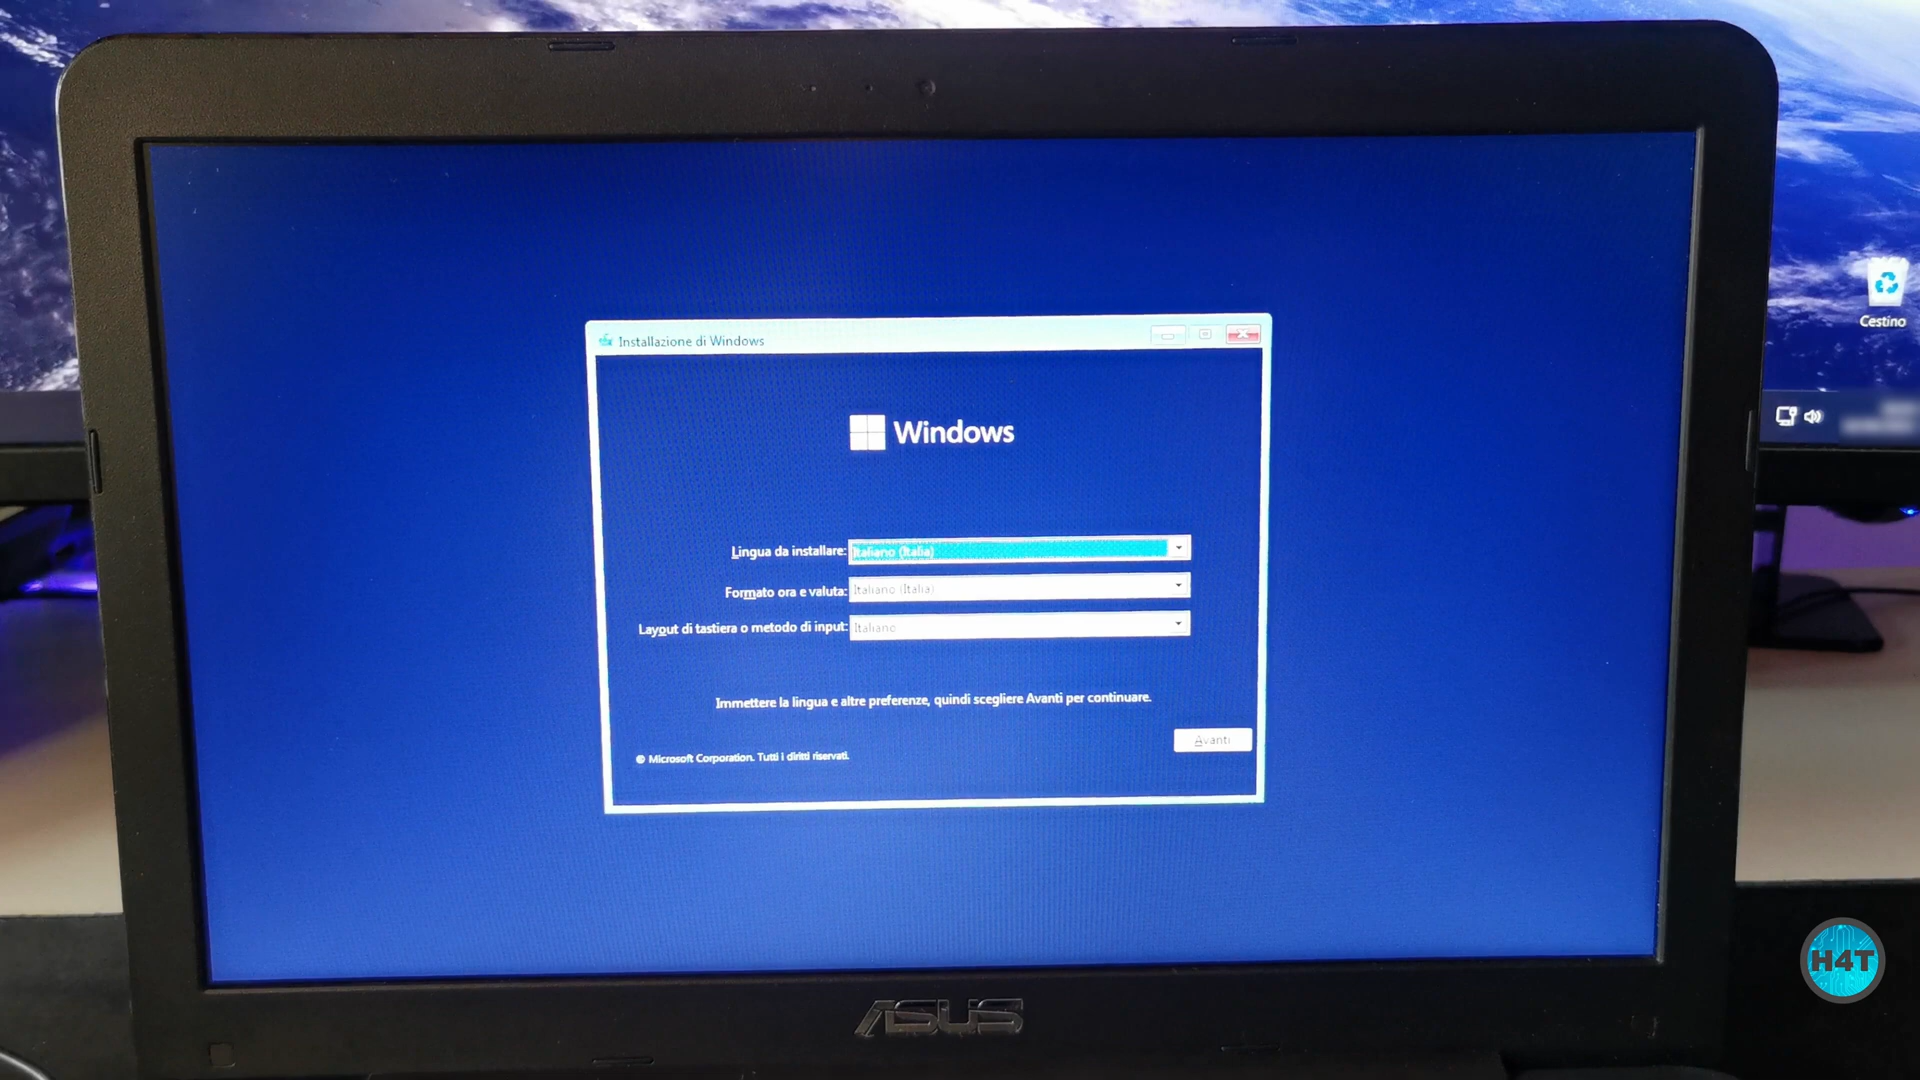 Installazione di Windows
Windows
Lingua da installare: Italiano (Italia)
Formato ora e valuta: Italiano (Italia)
Layout di tastiera o metodo di input: Italiano
Immettere la lingua e altre preferenze, quindi scegliere Avanti per continuare.
Avanti
© Microsoft Corporation. Tutti i diritti riservati.
Cestino
H4T
ASUS